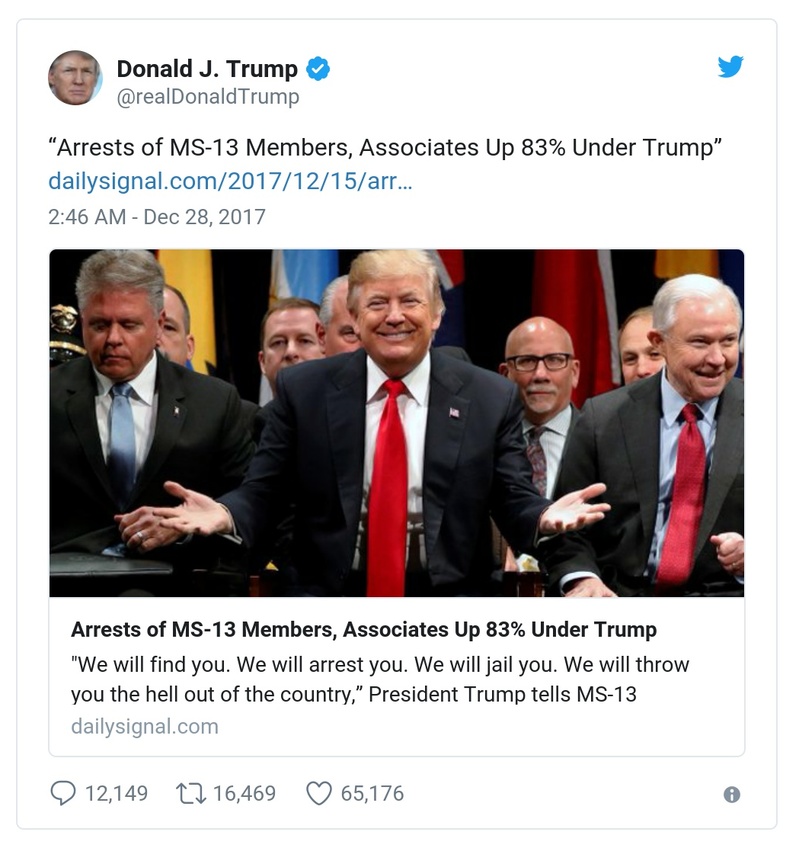 Donald J. Trump
@realDonaldTrump
“Arrests of MS-13 Members, Associates Up 83% Under Trump”
dailysignal.com/2017/12/15/arr…
2:46 AM - Dec 28, 2017
Arrests of MS-13 Members, Associates Up 83% Under Trump
"We will find you. We will arrest you. We will jail you. We will throw
you the hell out of the country,” President Trump tells MS-13
dailysignal.com
12,149 16,469 65,176